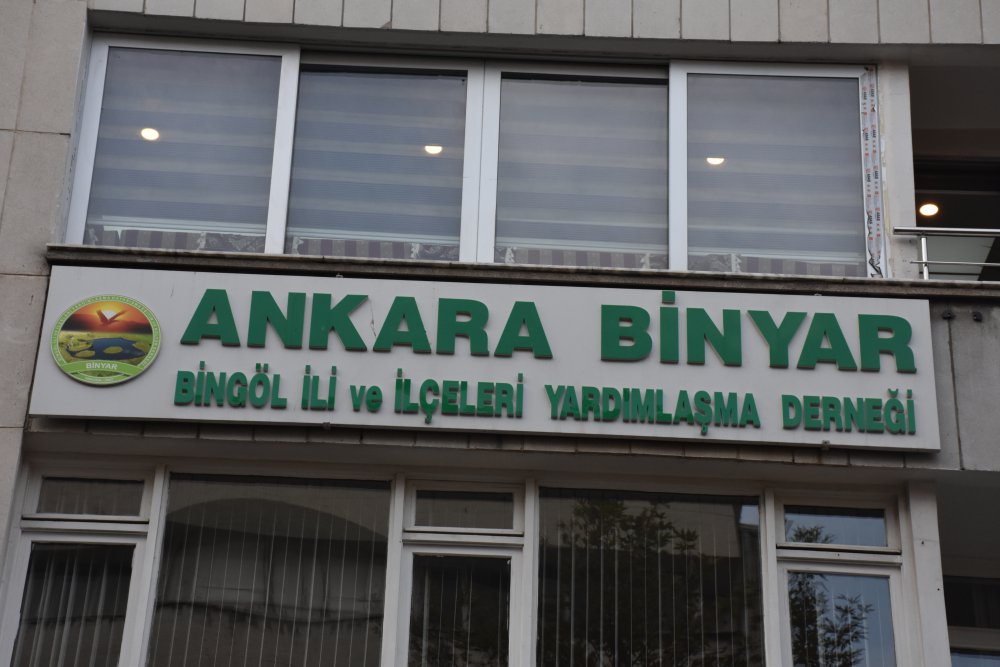 ANKARA BİNYAR
BİNGÖL İLİ ve İLÇELERİ YARDIMLAŞMA DERNEĞİ
BİNYAR